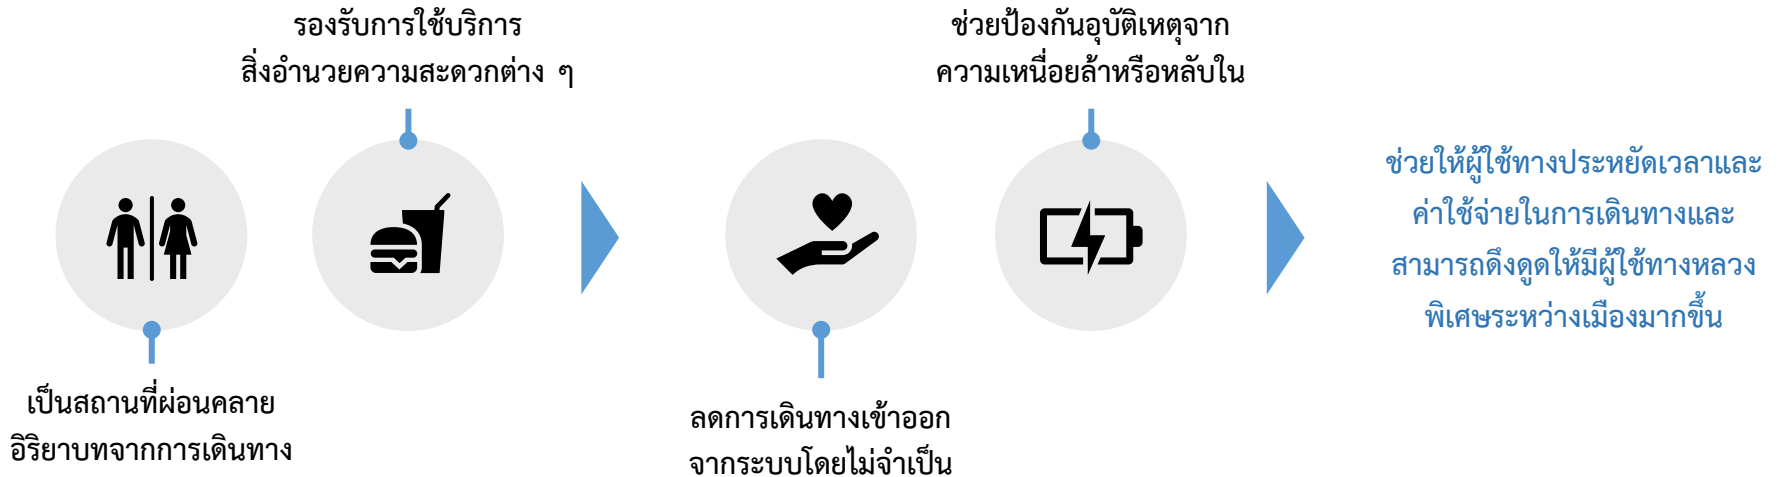 รองรับการใช้บริการ
สิ่งอำนวยความสะดวกต่าง ๆ
เป็นสถานที่ผ่อนคลาย
อิริยาบทจากการเดินทาง
ช่วยป้องกันอุบัติเหตุจาก
ความเหนื่อยล้าหรือหลับใน
ลดการเดินทางเข้าออก
จากระบบโดยไม่จำเป็น
ช่วยให้ผู้ใช้ทางประหยัดเวลาและ
ค่าใช้จ่ายในการเดินทางและ
สามารถดึงดูดให้มีผู้ใช้ทางหลวง
พิเศษระหว่างเมืองมากขึ้น